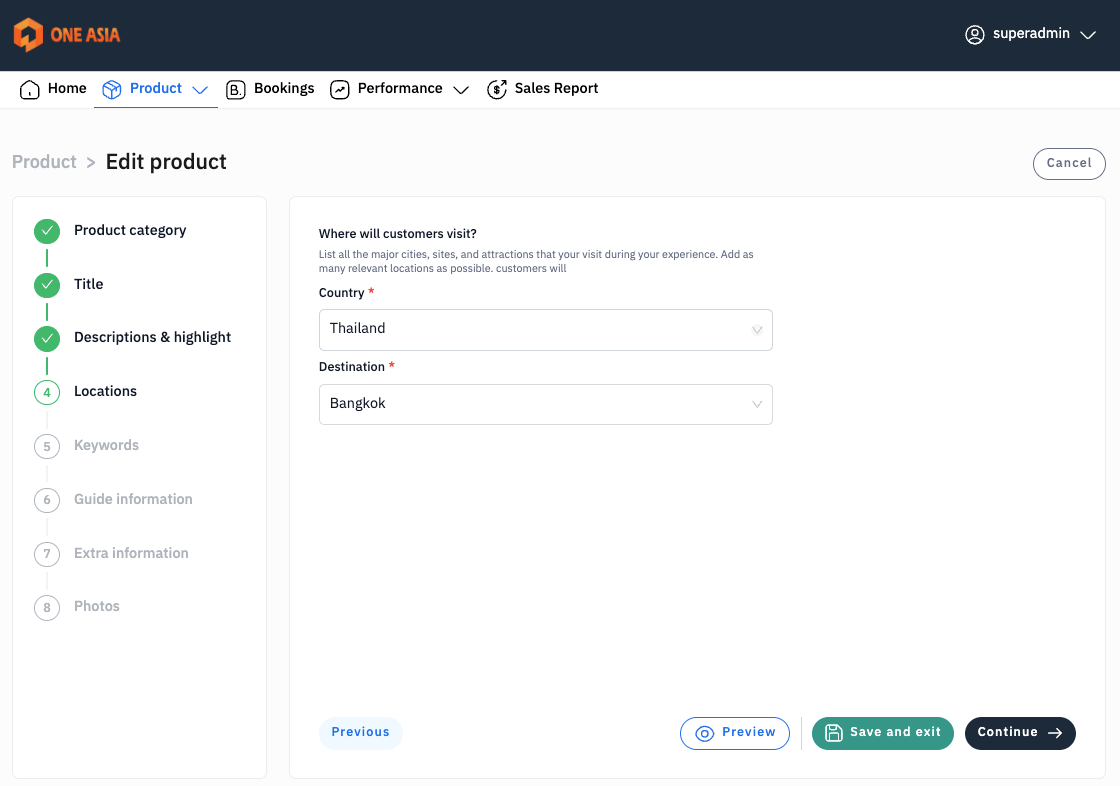 ONE ASIA
superadmin
Home
Product
B.
Bookings
Performance
$
Sales Report
Product > Edit product
Cancel
Product category
Title
Descriptions & highlight
4
Locations
5
Keywords
6
Guide information
7
Extra information
8
Photos
Where will customers visit?
List all the major cities, sites, and attractions that your visit during your experience. Add as
many relevant locations as possible. customers will
Country *
Thailand
Destination *
Bangkok
Previous
Preview
Save and exit
Continue